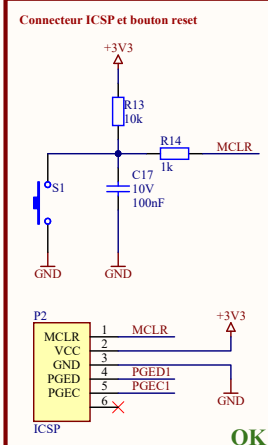 Connecteur ICSP et bouton reset
+3V3
R13
10k
R14
MCLR
1k
C17
S1
10V
100nF
GND
GND
P2
+3V3
MCLR 1 MCLR
VCC 2
GND 3
PGED 4 PGED1
PGEC 5 PGEC1
6
GND
ICSP
OK